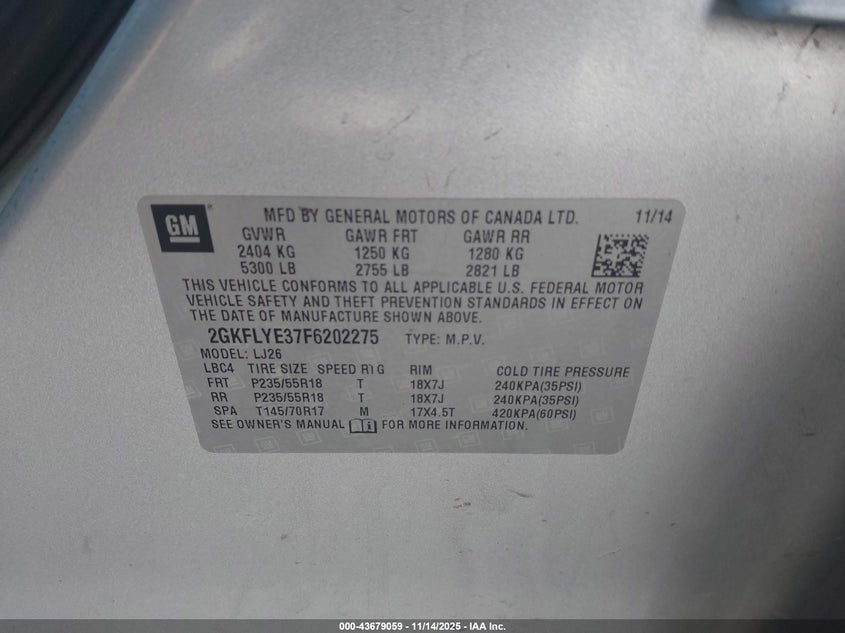 GM
MFD BY GENERAL MOTORS OF CANADA LTD. 11/14
GVWR GAWR FRT GAWR RR
2404 KG 1250 KG 1280 KG
5300 LB 2755 LB 2821 LB
THIS VEHICLE CONFORMS TO ALL APPLICABLE U.S. FEDERAL MOTOR
VEHICLE SAFETY AND THEFT PREVENTION STANDARDS IN EFFECT ON
THE DATE OF MANUFACTURE SHOWN ABOVE.
2GKFLYE37F6202275 TYPE: M.P.V.
MODEL: LJ26
LBC4 TIRE SIZE SPEED RTG RIM COLD TIRE PRESSURE
FRT P235/55R18 T 18X7J 240KPA(35PSI)
RR P235/55R18 T 18X7J 240KPA(35PSI)
SPA T145/70R17 M 17X4.5T 420KPA(60PSI)
SEE OWNER'S MANUAL FOR MORE INFORMATION.
000-43679059 - 11/14/2025 - IAA Inc.